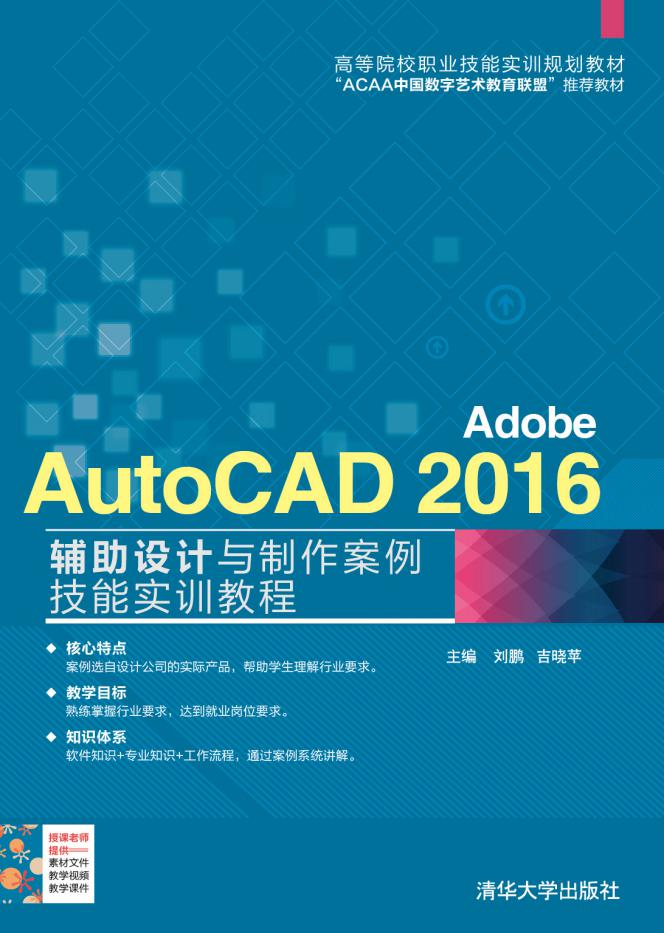 高等院校职业技能实训规划教材
“ACAA中国数字艺术教育联盟”推荐教材
Adobe
AutoCAD 2016
辅助设计与制作案例
技能实训教程
◆ 核心特点
案例选自设计公司的实际产品，帮助学生理解行业要求。
◆ 教学目标
熟练掌握行业要求，达到就业岗位要求。
◆ 知识体系
软件知识+专业知识+工作流程，通过案例系统讲解。
主编 刘鹏 吉晓苹
授课老师
提供——
素材文件
教学视频
教学课件
清华大学出版社